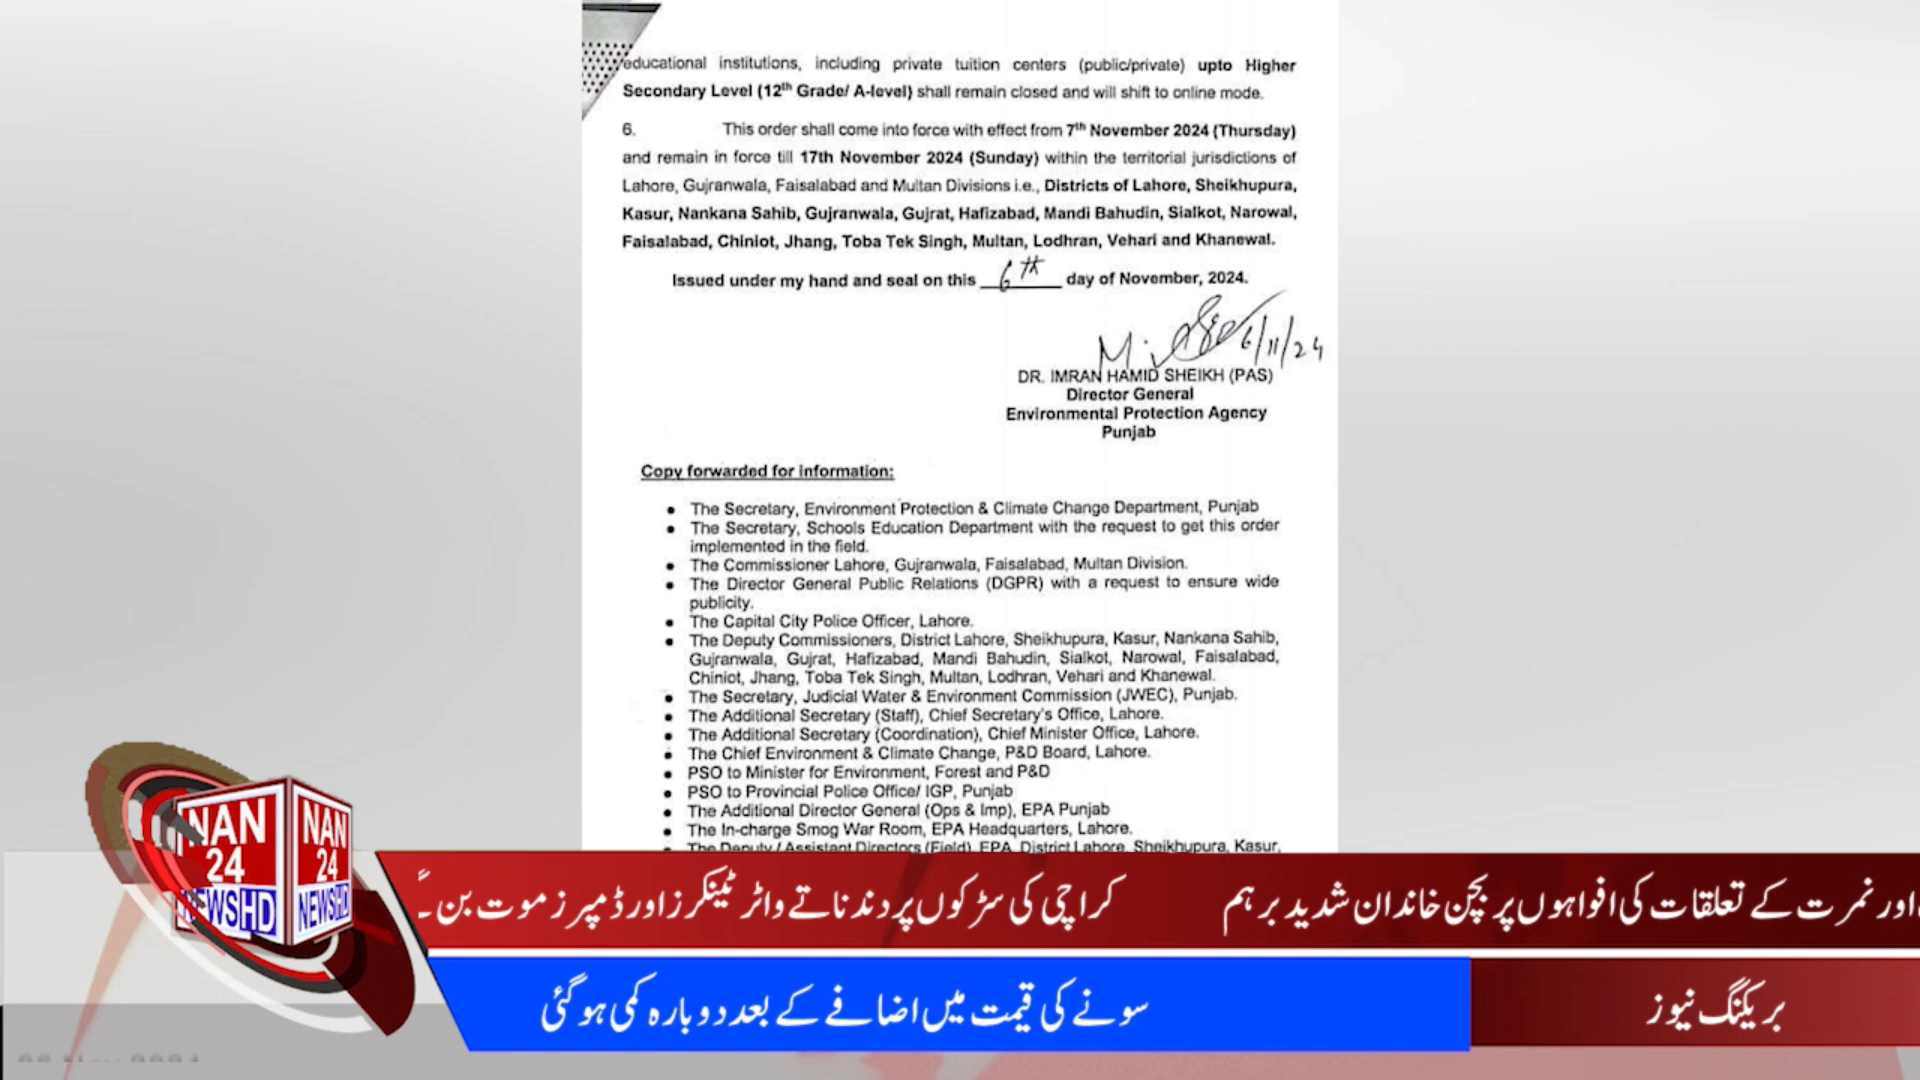 educational institutions, including private tuition centers (public/private) upto Higher
Secondary Level (12th Grade/ A-level) shall remain closed and will shift to online mode.
6. This order shall come into force with effect from 7th November 2024 (Thursday)
and remain in force till 17th November 2024 (Sunday) within the territorial jurisdictions of
Lahore, Gujranwala, Faisalabad and Multan Divisions i.e., Districts of Lahore, Sheikhupura,
Kasur, Nankana Sahib, Gujranwala, Gujrat, Hafizabad, Mandi Bahudin, Sialkot, Narowal,
Faisalabad, Chiniot, Jhang, Toba Tek Singh, Multan, Lodhran, Vehari and Khanewal.
Issued under my hand and seal on this 6th day of November, 2024.
6/11/24
DR. IMRAN HAMID SHEIKH (PAS)
Director General
Environmental Protection Agency
Punjab
Copy forwarded for information:
● The Secretary, Environment Protection & Climate Change Department, Punjab
● The Secretary, Schools Education Department with the request to get this order
implemented in the field.
● The Commissioner Lahore, Gujranwala, Faisalabad, Multan Division.
● The Director General Public Relations (DGPR) with a request to ensure wide
publicity.
● The Capital City Police Officer, Lahore.
● The Deputy Commissioners, District Lahore, Sheikhupura, Kasur, Nankana Sahib,
Gujranwala, Gujrat, Hafizabad, Mandi Bahudin, Sialkot, Narowal, Faisalabad,
Chiniot, Jhang, Toba Tek Singh, Multan, Lodhran, Vehari and Khanewal.
● The Secretary, Judicial Water & Environment Commission (JWEC), Punjab.
● The Additional Secretary (Staff), Chief Secretary's Office, Lahore.
● The Additional Secretary (Coordination), Chief Minister Office, Lahore.
● The Chief Environment & Climate Change, P&D Board, Lahore.
● PSO to Minister for Environment, Forest and P&D
● PSO to Provincial Police Office/ IGP, Punjab
● The Additional Director General (Ops & Imp), EPA Punjab
● The In-charge Smog War Room, EPA Headquarters, Lahore.
● The Deputy / Assistant Directors (Field), EPA, District Lahore, Sheikhupura, Kasur,
NAN
24
NEWSHD
NAN
24
NEWSHD
اور نمرت کے تعلقات کی افواہوں پر بچن خاندان شدید برہم
کراچی کی سڑکوں پر دندناتے واٹر ٹینکرز اور ڈمپرز موت بن
بریکنگ نیوز
سونے کی قیمت میں اضافے کے بعد دوبارہ کمی ہوگئی